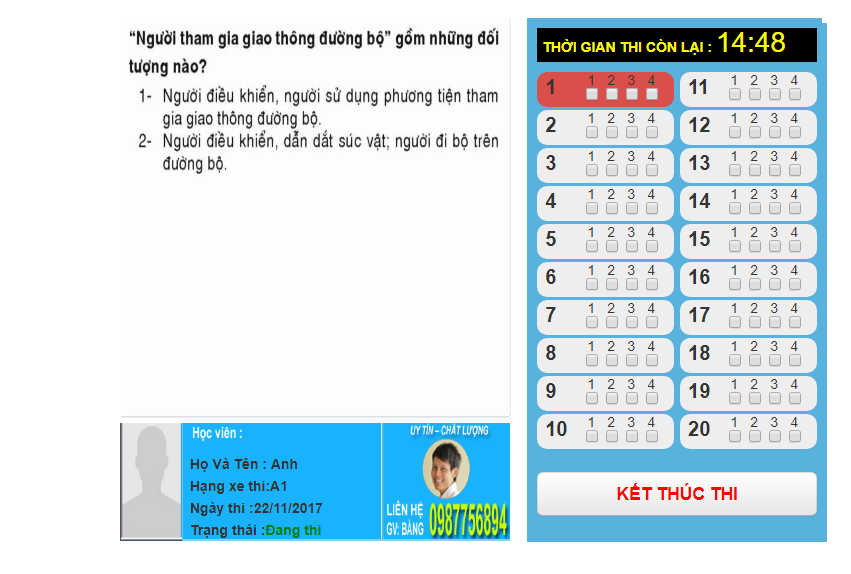 “Người tham gia giao thông đường bộ” gồm những đối
tượng nào?
1- Người điều khiển, người sử dụng phương tiện tham
gia giao thông đường bộ.
2- Người điều khiển, dẫn dắt súc vật; người đi bộ trên
đường bộ.
Học viên :
Họ Và Tên : Anh
Hạng xe thi:A1
Ngày thi :22/11/2017
Trạng thái :Đang thi
UY TÍN – CHẤT LƯỢNG
LIÊN HỆ
GV: BẰNG
0987756894
THỜI GIAN THI CÒN LẠI : 14:48
1 1 2 3 4
2 1 2 3 4
3 1 2 3 4
4 1 2 3 4
5 1 2 3 4
6 1 2 3 4
7 1 2 3 4
8 1 2 3 4
9 1 2 3 4
10 1 2 3 4
11 1 2 3 4
12 1 2 3 4
13 1 2 3 4
14 1 2 3 4
15 1 2 3 4
16 1 2 3 4
17 1 2 3 4
18 1 2 3 4
19 1 2 3 4
20 1 2 3 4
KẾT THÚC THI